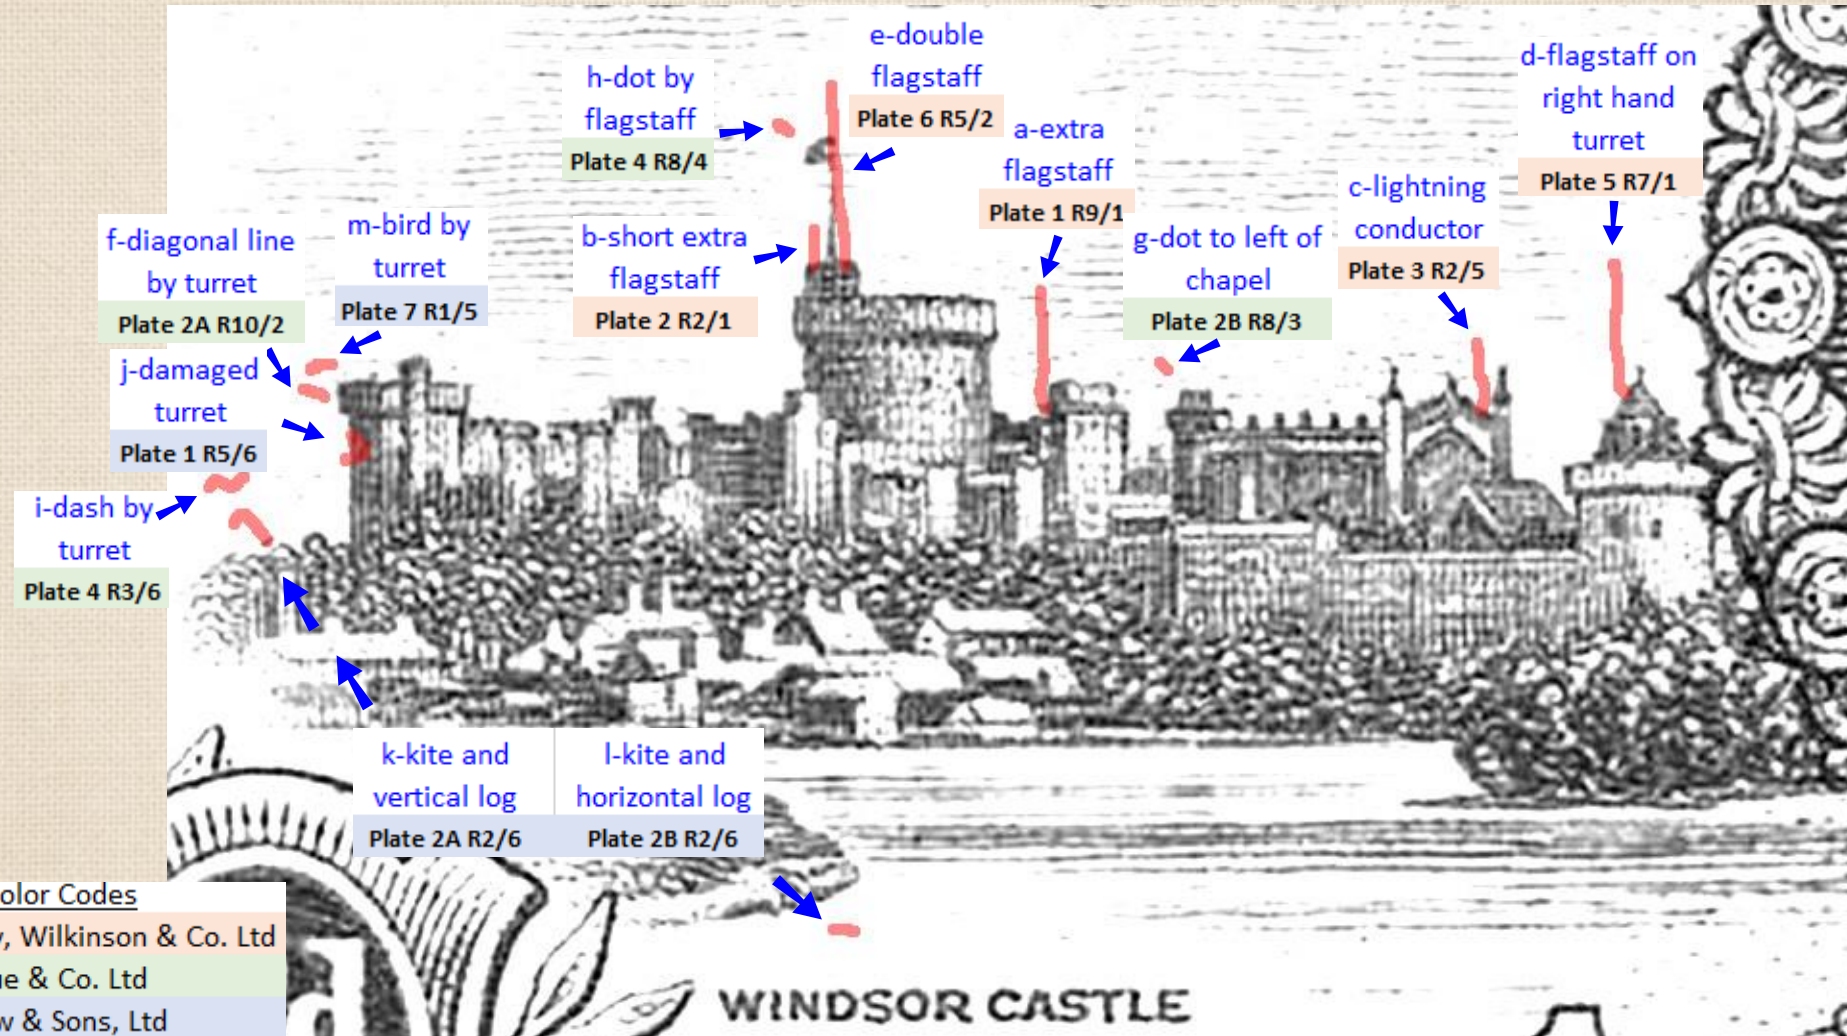 e-double
flagstaff
Plate 6 R5/2
h-dot by
flagstaff
Plate 4 R8/4
d-flagstaff on
right hand
turret
Plate 5 R7/1
a-extra
flagstaff
Plate 1 R9/1
c-lightning
conductor
Plate 3 R2/5
f-diagonal line
by turret
Plate 2A R10/2
m-bird by
turret
Plate 7 R1/5
b-short extra
flagstaff
Plate 2 R2/1
g-dot to left of
chapel
Plate 2B R8/3
j-damaged
turret
Plate 1 R5/6
i-dash by
turret
Plate 4 R3/6
k-kite and
vertical log
Plate 2A R2/6
l-kite and
horizontal log
Plate 2B R2/6
olor Codes
, Wilkinson & Co. Ltd
ue & Co. Ltd
w & Sons, Ltd
d
WINDSOR CASTLE